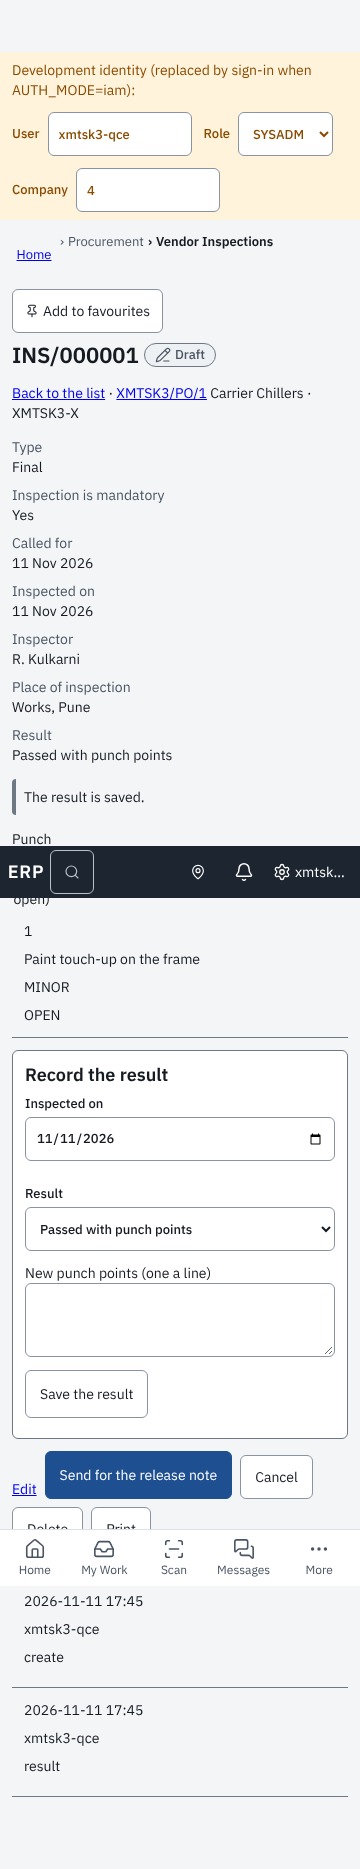 Development identity (replaced by sign-in when
AUTH_MODE=iam):
User xmtsk3-qce Role SYSADM
Company 4
Home › Procurement › Vendor Inspections
Add to favourites
INS/000001 Draft
Back to the list · XMTSK3/PO/1 Carrier Chillers ·
XMTSK3-X
Type
Final
Inspection is mandatory
Yes
Called for
11 Nov 2026
Inspected on
11 Nov 2026
Inspector
R. Kulkarni
Place of inspection
Works, Pune
Result
Passed with punch points
The result is saved.
Punch
ERP xmtsk...
open)
1
Paint touch-up on the frame
MINOR
OPEN
Record the result
Inspected on
11/11/2026
Result
Passed with punch points
New punch points (one a line)
Save the result
Edit Send for the release note Cancel
Delete Print
Home My Work Scan Messages More
2026-11-11 17:45
xmtsk3-qce
create
2026-11-11 17:45
xmtsk3-qce
result